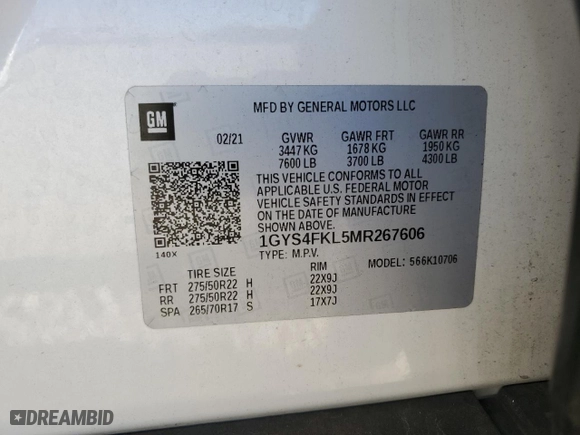 GM
MFD BY GENERAL MOTORS LLC
02/21 GVWR GAWR FRT GAWR RR
3447 KG 1678 KG 1950 KG
7600 LB 3700 LB 4300 LB
THIS VEHICLE CONFORMS TO ALL
APPLICABLE U.S. FEDERAL MOTOR
VEHICLE SAFETY STANDARDS IN EFFECT
ON THE DATE OF MANUFACTURE
SHOWN ABOVE.
1GYS4FKL5MR267606
140X TYPE: M.P.V. MODEL: 566K10706
TIRE SIZE RIM
FRT 275/50R22 H 22X9J
RR 275/50R22 H 22X9J
SPA 265/70R17 S 17X7J
DREAMBID